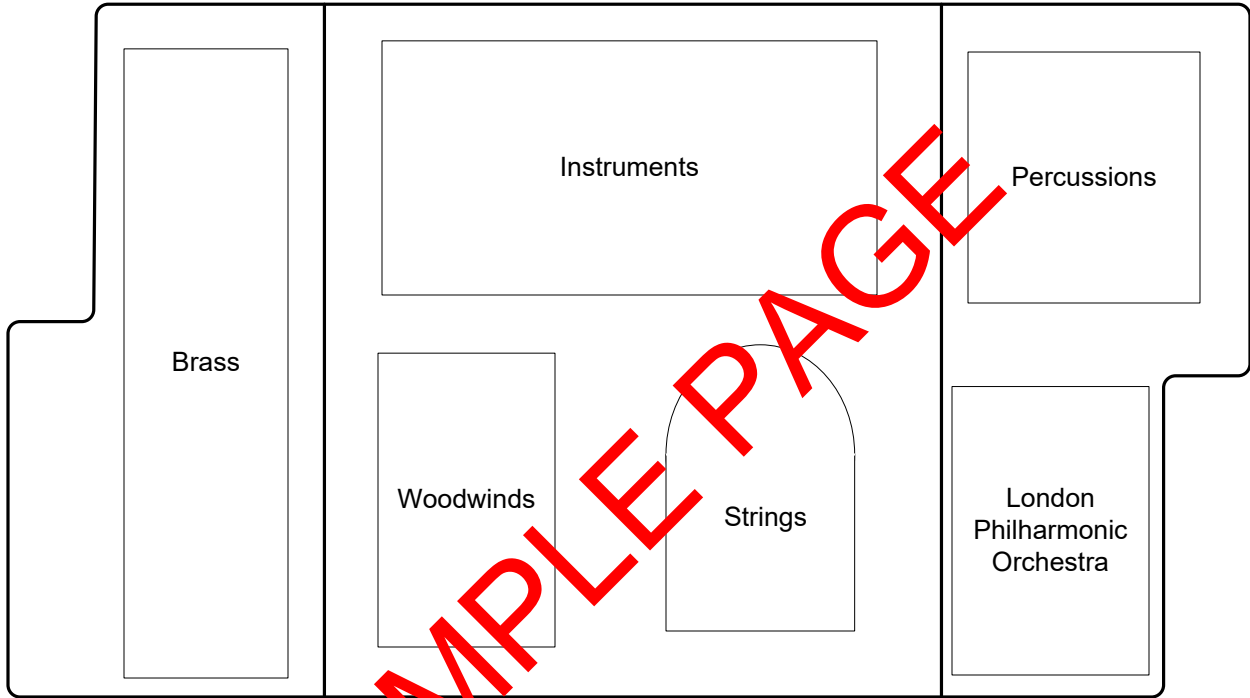 Instruments
Percussions
Brass
Woodwinds
Strings
London
Philharmonic
Orchestra
MPLE PAGE